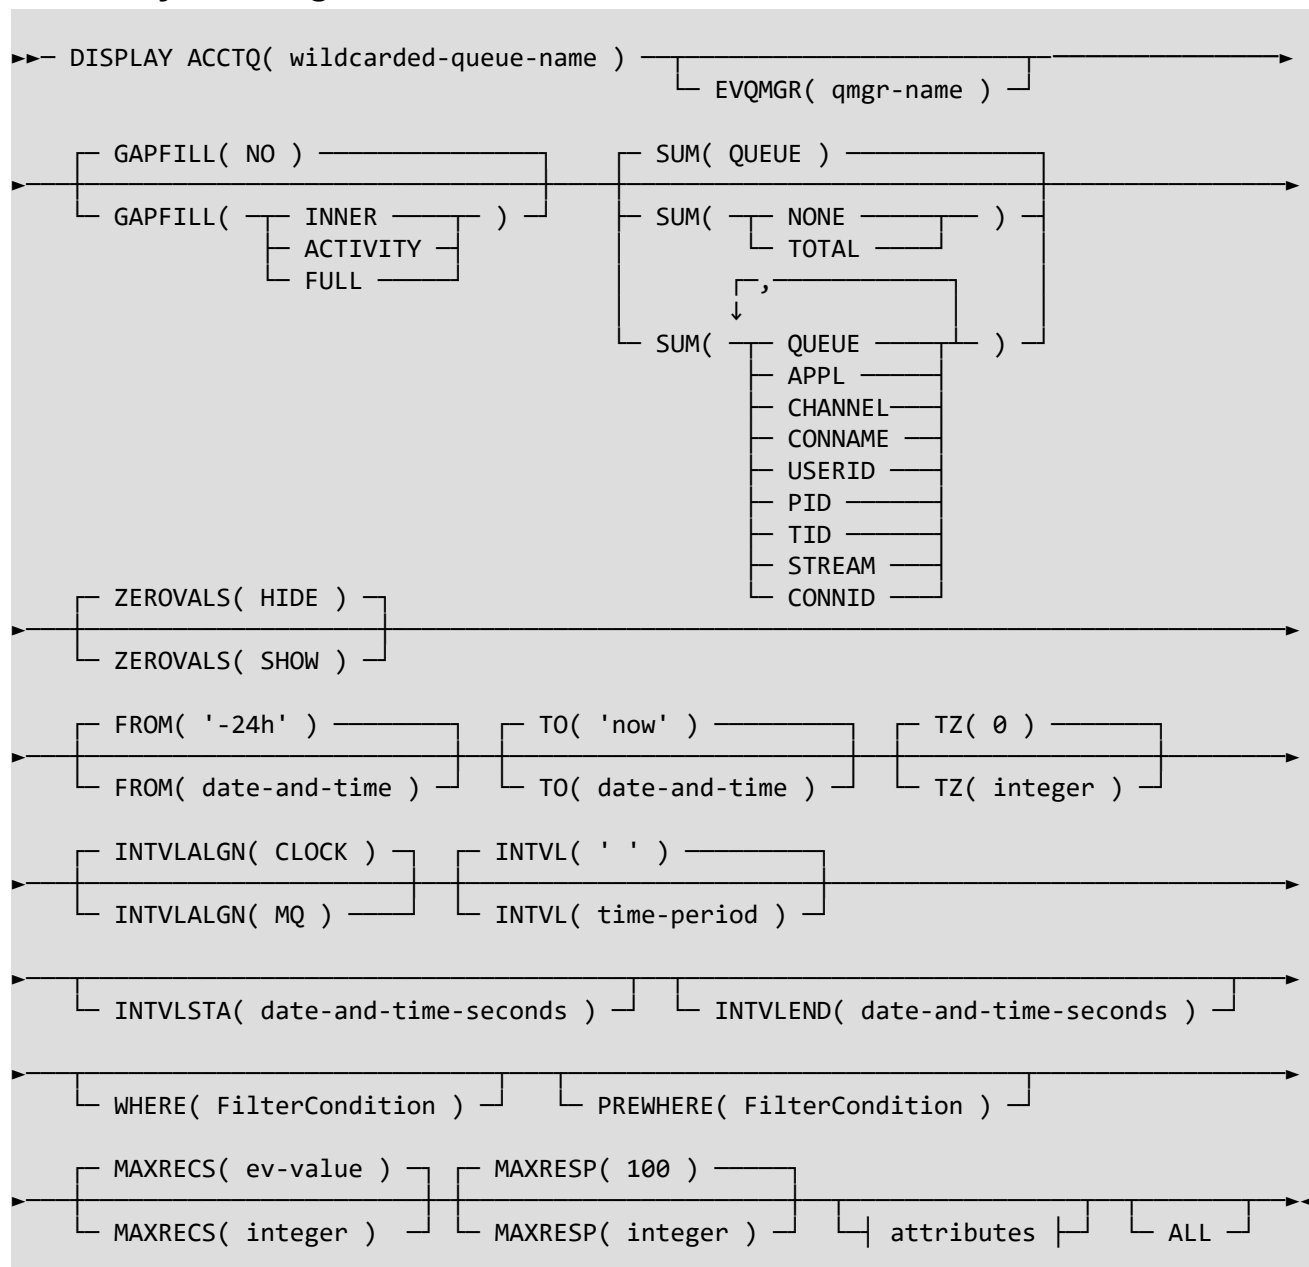 DISPLAY ACCTQ( wildcarded-queue-name )
EVQMGR( qmgr-name )
GAPFILL( NO ) SUM( QUEUE )
GAPFILL( INNER ) SUM( NONE )
ACTIVITY TOTAL
FULL
,
SUM( QUEUE )
APPL
CHANNEL
CONNAME
USERID
PID
TID
STREAM
ZEROVALS( HIDE ) CONNID
ZEROVALS( SHOW )
FROM( '-24h' ) TO( 'now' ) TZ( 0 )
FROM( date-and-time ) TO( date-and-time ) TZ( integer )
INTVLALGN( CLOCK ) INTVL( ' ' )
INTVLALGN( MQ ) INTVL( time-period )
INTVLSTA( date-and-time-seconds ) INTVLEND( date-and-time-seconds )
WHERE( FilterCondition ) PREWHERE( FilterCondition )
MAXRECS( ev-value ) MAXRESP( 100 )
MAXRECS( integer ) MAXRESP( integer ) attributes ALL